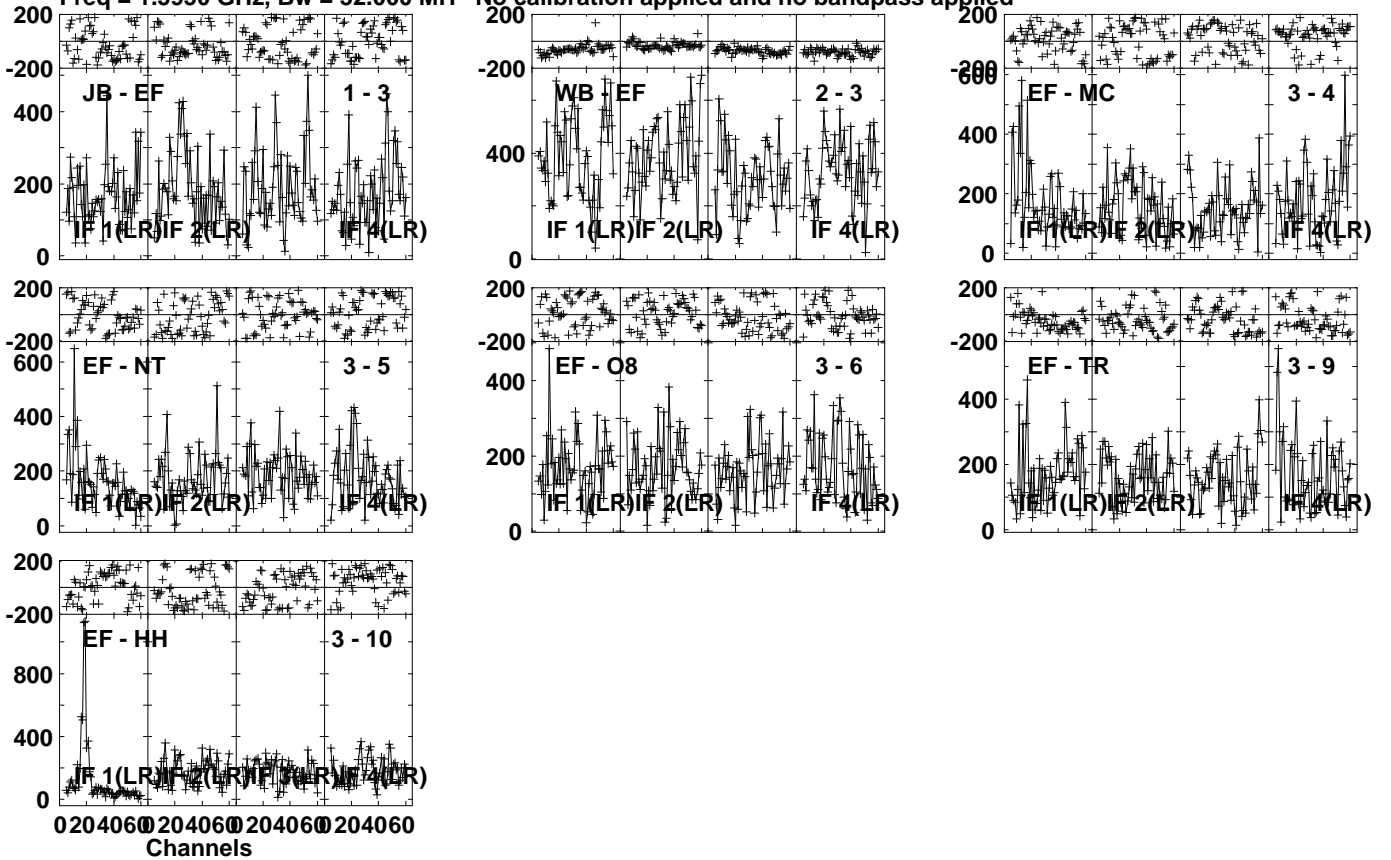 No calibration applied and no bandpass applied
200
-200
JB - EF
1 - 3
400
200
0
IF 1(LR)
IF 2(LR)
IF 4(LR)
200
-200
WB - EF
2 - 3
400
0
IF 1(LR)
IF 2(LR)
IF 4(LR)
200
-200
600
EF - MC
3 - 4
400
200
0
IF 1(LR)
IF 2(LR)
IF 4(LR)
200
-200
600
EF - NT
3 - 5
400
200
0
IF 1(LR)
IF 2(LR)
IF 4(LR)
200
-200
EF - O8
3 - 6
400
200
0
IF 1(LR)
IF 2(LR)
IF 4(LR)
200
-200
EF - TR
3 - 9
400
200
0
IF 1(LR)
IF 2(LR)
IF 4(LR)
200
-200
EF - HH
3 - 10
800
400
0
IF 1(LR)
IF 2(LR)
IF 3(LR)
IF 4(LR)
0 20 40 60 0 20 40 60 0 20 40 60 0 20 40 60
Channels